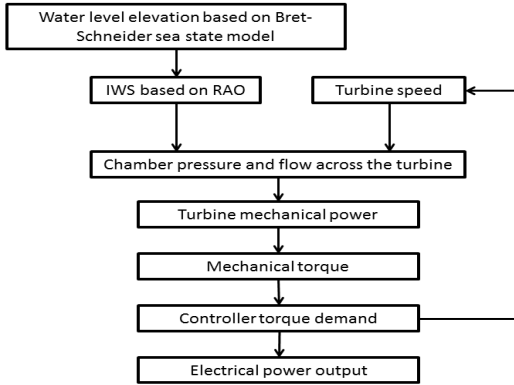 Water level elevation based on Bret-
Schneider sea state model
IWS based on RAO
Turbine speed
Chamber pressure and flow across the turbine
Turbine mechanical power
Mechanical torque
Controller torque demand
Electrical power output